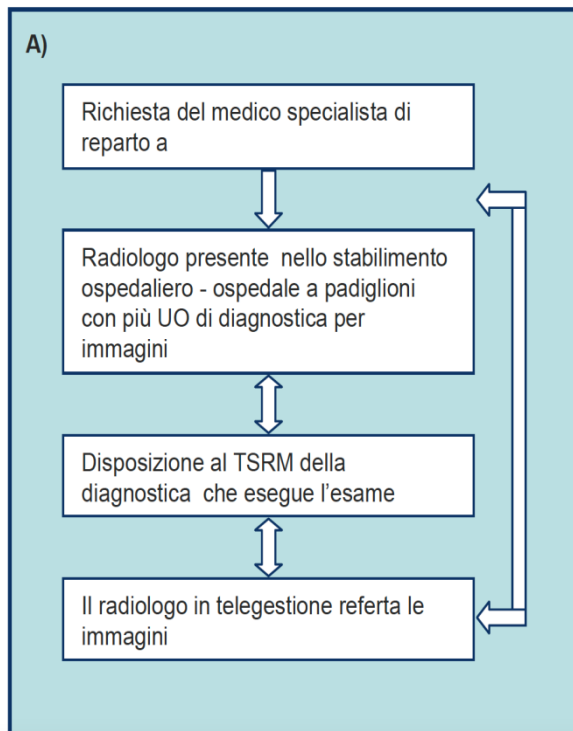 A)
Richiesta del medico specialista di
reparto a
Radiologo presente nello stabilimento
ospedaliero - ospedale a padiglioni
con più UO di diagnostica per
immagini
Disposizione al TSRM della
diagnostica che esegue l'esame
Il radiologo in telegestione referta le
immagini